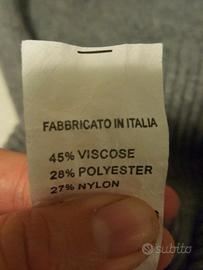 FABBRICATO IN ITALIA
45% VISCOSE
28% POLYESTER
27% NYLON
subito